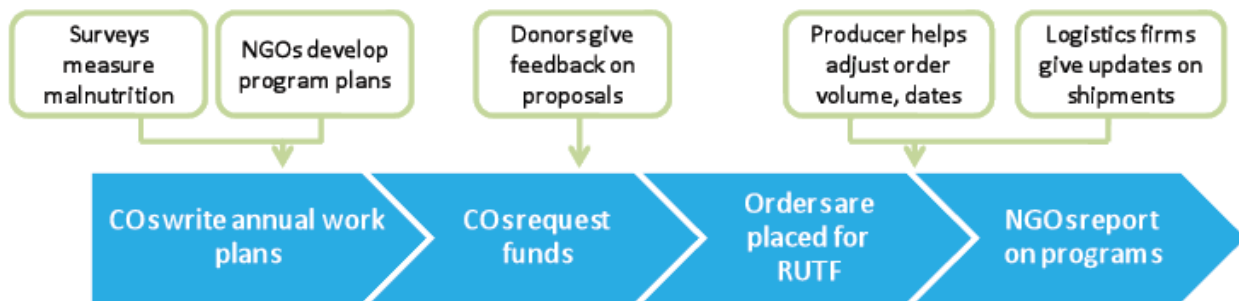 Surveys
measure
malnutrition
NGOs develop
program plans
Donors give
feedback on
proposals
Producer helps
adjust order
volume, dates
Logistics firms
give updates on
shipments
COs write annual work
plans
COs request
funds
Orders are
placed for
RUTF
NGOs report
on programs